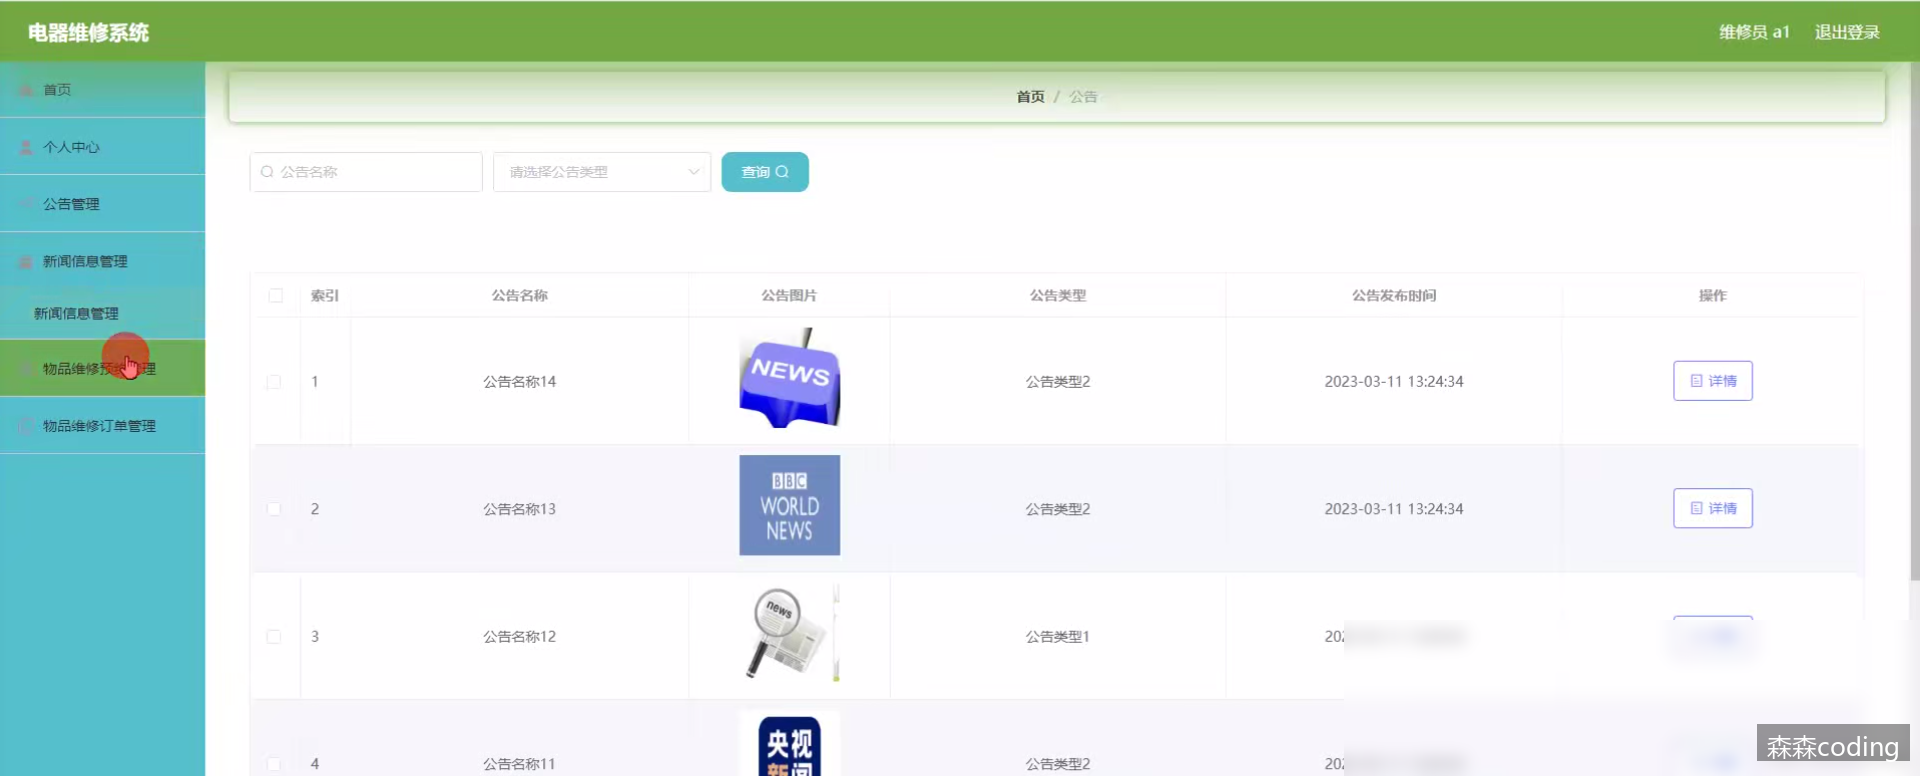 电器维修系统
维修员 a1 退出登录
首页
首页 / 公告
个人中心
公告名称 请选择公告类型 查询
公告管理
新闻信息管理
新闻信息管理
物品维修预约管理
物品维修订单管理
索引 公告名称 公告图片 公告类型 公告发布时间 操作
1 公告名称14 NEWS 公告类型2 2023-03-11 13:24:34 详情
2 公告名称13 BBC WORLD NEWS 公告类型2 2023-03-11 13:24:34 详情
3 公告名称12 news 公告类型1
4 公告名称11 央视新闻 公告类型2
森森coding